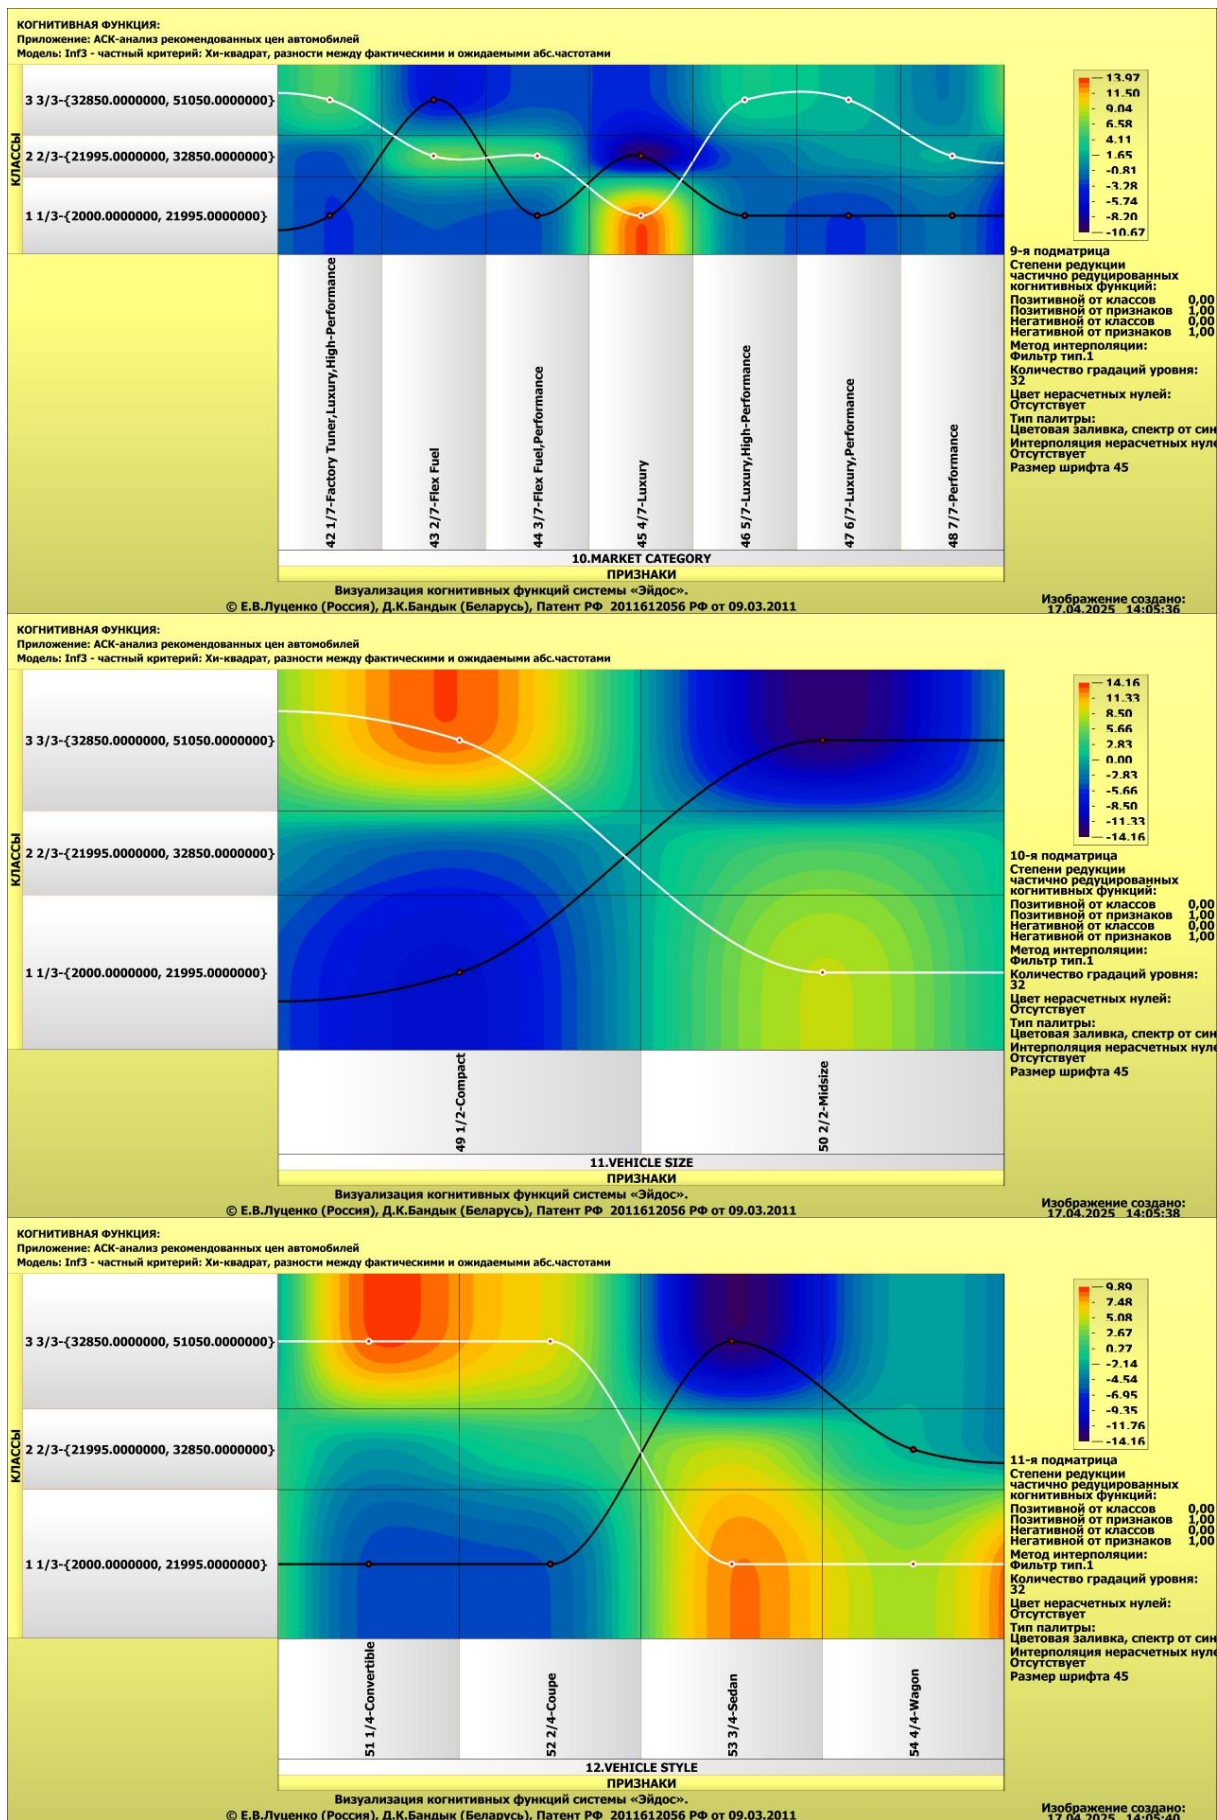 КОГНИТИВНАЯ ФУНКЦИЯ:
Приложение: АСК-анализ рекомендованных цен автомобилей
Модель: Inf3 - частный критерий: Хи-квадрат, разности между фактическими и ожидаемыми абс.частотами
КЛАССЫ
3 3/3-{32850.0000000, 51050.0000000}
2 2/3-{21995.0000000, 32850.0000000}
1 1/3-{2000.0000000, 21995.0000000}
13.97
11.50
9.04
6.58
4.11
1.65
-0.81
-3.28
-5.74
-8.20
-10.67
9-я подматрица
Степени редукции
частично редуцированных
когнитивных функций:
Позитивной от классов 0,00
Позитивной от признаков 1,00
Негативной от классов 0,00
Негативной от признаков 1,00
Метод интерполяции:
Фильтр тип.1
Количество градаций уровня:
32
Цвет нерасчетных нулей:
Отсутствует
Тип палитры:
Цветовая заливка, спектр от син
Интерполяция нерасчетных нуле
Отсутствует
Размер шрифта 45
42 1/7-Factory Tuner,Luxury,High-Performance
43 2/7-Flex Fuel
44 3/7-Flex Fuel,Performance
45 4/7-Luxury
46 5/7-Luxury,High-Performance
47 6/7-Luxury,Performance
48 7/7-Performance
10.MARKET CATEGORY
ПРИЗНАКИ
Визуализация когнитивных функций системы «Эйдос».
© Е.В.Луценко (Россия), Д.К.Бандык (Беларусь), Патент РФ 2011612056 РФ от 09.03.2011
Изображение создано:
17.04.2025 14:05:36
КОГНИТИВНАЯ ФУНКЦИЯ:
Приложение: АСК-анализ рекомендованных цен автомобилей
Модель: Inf3 - частный критерий: Хи-квадрат, разности между фактическими и ожидаемыми абс.частотами
КЛАССЫ
3 3/3-{32850.0000000, 51050.0000000}
2 2/3-{21995.0000000, 32850.0000000}
1 1/3-{2000.0000000, 21995.0000000}
14.16
11.33
8.50
5.66
2.83
0.00
-2.83
-5.66
-8.50
-11.33
-14.16
10-я подматрица
Степени редукции
частично редуцированных
когнитивных функций:
Позитивной от классов 0,00
Позитивной от признаков 1,00
Негативной от классов 0,00
Негативной от признаков 1,00
Метод интерполяции:
Фильтр тип.1
Количество градаций уровня:
32
Цвет нерасчетных нулей:
Отсутствует
Тип палитры:
Цветовая заливка, спектр от син
Интерполяция нерасчетных нуле
Отсутствует
Размер шрифта 45
49 1/2-Compact
50 2/2-Midsize
11.VEHICLE SIZE
ПРИЗНАКИ
Визуализация когнитивных функций системы «Эйдос».
© Е.В.Луценко (Россия), Д.К.Бандык (Беларусь), Патент РФ 2011612056 РФ от 09.03.2011
Изображение создано:
17.04.2025 14:05:38
КОГНИТИВНАЯ ФУНКЦИЯ:
Приложение: АСК-анализ рекомендованных цен автомобилей
Модель: Inf3 - частный критерий: Хи-квадрат, разности между фактическими и ожидаемыми абс.частотами
КЛАССЫ
3 3/3-{32850.0000000, 51050.0000000}
2 2/3-{21995.0000000, 32850.0000000}
1 1/3-{2000.0000000, 21995.0000000}
9.89
7.48
5.08
2.67
0.27
-2.14
-4.54
-6.95
-9.35
-11.76
-14.16
11-я подматрица
Степени редукции
частично редуцированных
когнитивных функций:
Позитивной от классов 0,00
Позитивной от признаков 1,00
Негативной от классов 0,00
Негативной от признаков 1,00
Метод интерполяции:
Фильтр тип.1
Количество градаций уровня:
32
Цвет нерасчетных нулей:
Отсутствует
Тип палитры:
Цветовая заливка, спектр от син
Интерполяция нерасчетных нуле
Отсутствует
Размер шрифта 45
51 1/4-Convertible
52 2/4-Coupe
53 3/4-Sedan
54 4/4-Wagon
12.VEHICLE STYLE
ПРИЗНАКИ
Визуализация когнитивных функций системы «Эйдос».
© Е.В.Луценко (Россия), Д.К.Бандык (Беларусь), Патент РФ 2011612056 РФ от 09.03.2011
Изображение создано:
17.04.2025 14:05:40